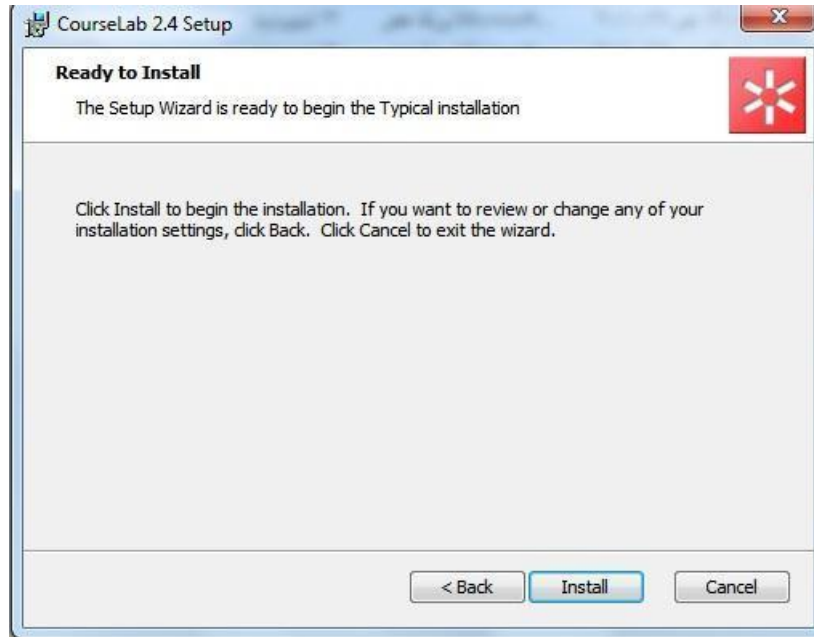 CourseLab 2.4 Setup
Ready to Install
The Setup Wizard is ready to begin the Typical installation
Click Install to begin the installation. If you want to review or change any of your
installation settings, click Back. Click Cancel to exit the wizard.
< Back Install Cancel